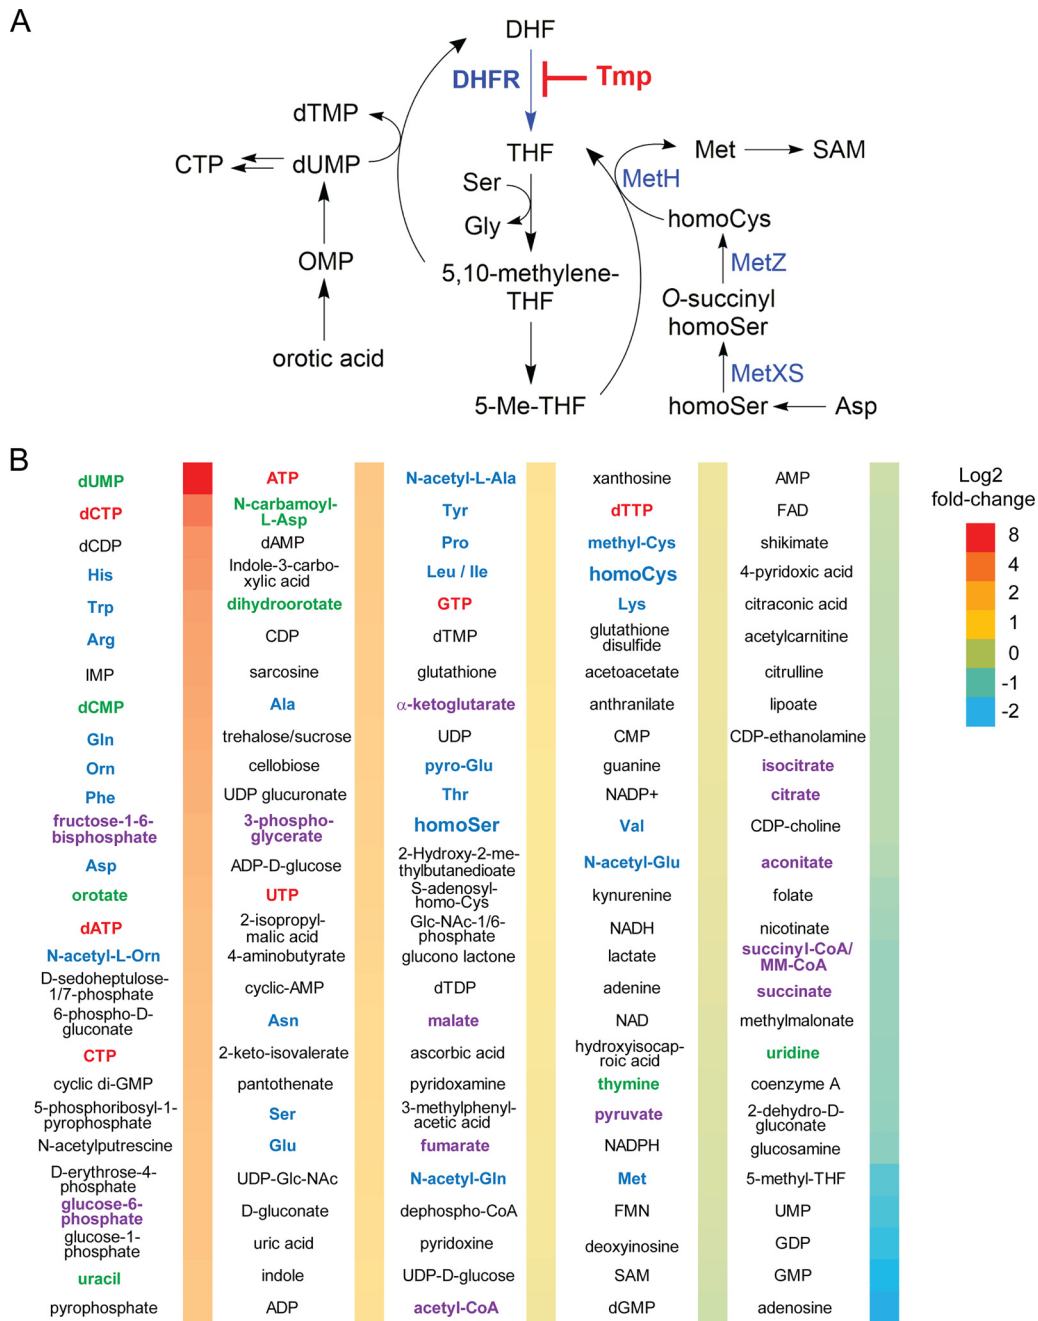 A
DHF
DHFR
Tmp
dTMP
THF
Met
SAM
CTP
dUMP
Ser
MetH
Gly
homoCys
OMP
MetZ
5,10-methylene-
THF
O-succinyl
homoSer
orotic acid
MetXS
5-Me-THF
homoSer
Asp
B
dUMP
dCTP
dCDP
His
Trp
Arg
IMP
dCMP
Gln
Orn
Phe
fructose-1-6-
bisphosphate
Asp
orotate
dATP
N-acetyl-L-Orn
D-sedoheptulose-
1/7-phosphate
6-phospho-D-
gluconate
CTP
cyclic di-GMP
5-phosphoribosyl-1-
pyrophosphate
N-acetylputrescine
D-erythrose-4-
phosphate
glucose-6-
phosphate
glucose-1-
phosphate
uracil
pyrophosphate
ATP
N-carbamoyl-
L-Asp
dAMP
Indole-3-carbo-
xylic acid
dihydroorotate
CDP
sarcosine
Ala
trehalose/sucrose
cellobiose
UDP glucuronate
3-phospho-
glycerate
ADP-D-glucose
UTP
2-isopropyl-
malic acid
4-aminobutyrate
cyclic-AMP
Asn
2-keto-isovalerate
pantothenate
Ser
Glu
UDP-Glc-NAc
D-gluconate
uric acid
indole
ADP
N-acetyl-L-Ala
Tyr
Pro
Leu / Ile
GTP
dTMP
glutathione
α-ketoglutarate
UDP
pyro-Glu
Thr
homoSer
2-Hydroxy-2-me-
thylbutanedioate
S-adenosyl-
homo-Cys
Glc-NAc-1/6-
phosphate
glucono lactone
dTDP
malate
ascorbic acid
pyridoxamine
3-methylphenyl-
acetic acid
fumarate
N-acetyl-Gln
dephospho-CoA
pyridoxine
UDP-D-glucose
acetyl-CoA
xanthosine
dTTP
methyl-Cys
homoCys
Lys
glutathione
disulfide
acetoacetate
anthranilate
CMP
guanine
NADP+
Val
N-acetyl-Glu
kynurenine
NADH
lactate
adenine
NAD
hydroxyisocap-
roic acid
thymine
pyruvate
NADPH
Met
FMN
deoxyinosine
SAM
dGMP
AMP
FAD
shikimate
4-pyridoxic acid
citraconic acid
acetylcarnitine
citrulline
lipoate
CDP-ethanolamine
isocitrate
citrate
CDP-choline
aconitate
folate
nicotinate
succinyl-CoA/
MM-CoA
succinate
methylmalonate
uridine
coenzyme A
2-dehydro-D-
gluconate
glucosamine
5-methyl-THF
UMP
GDP
GMP
adenosine
Log2
fold-change
8
4
2
1
0
-1
-2